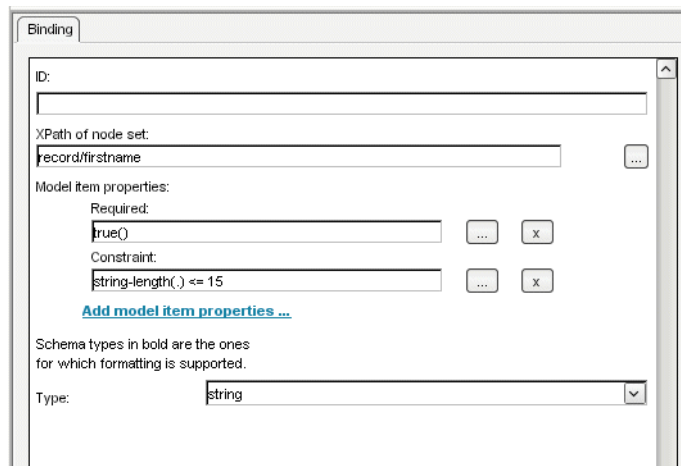 Binding
ID:
XPath of node set:
record/firstname
...
Model item properties:
Required:
true()
... x
Constraint:
string-length(.) <= 15
... x
Add model item properties ...
Schema types in bold are the ones
for which formatting is supported.
Type:
string